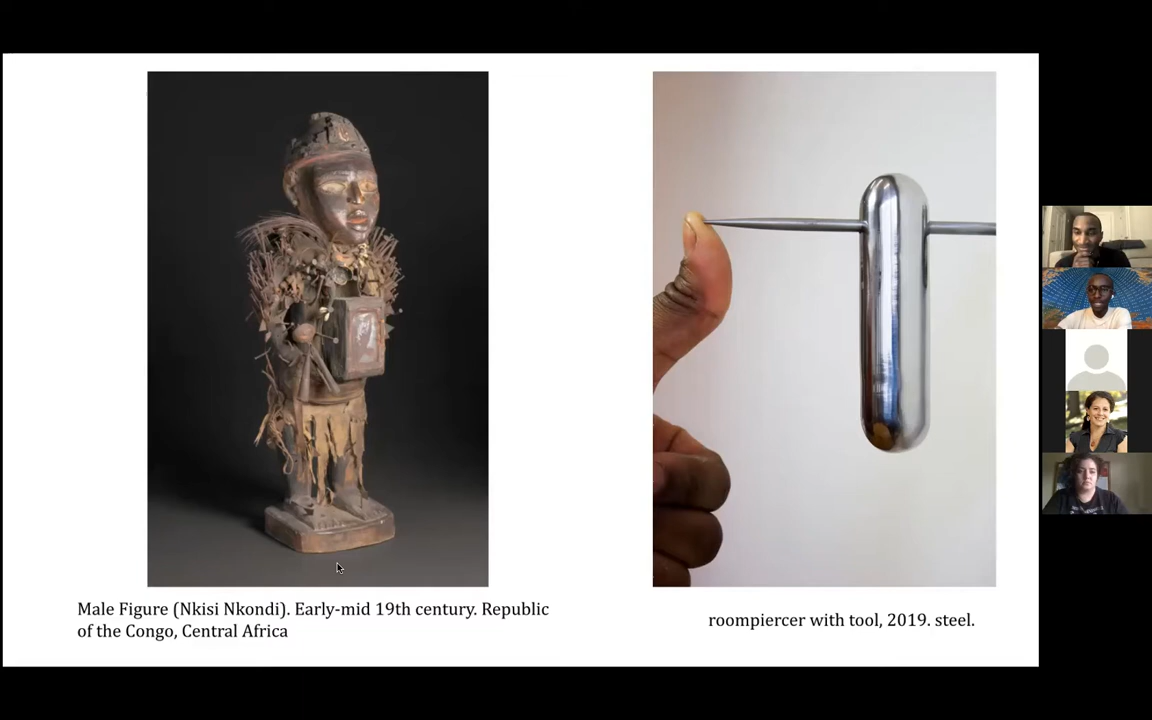 Male Figure (Nkisi Nkondi). Early-mid 19th century. Republic
of the Congo, Central Africa
roompiercer with tool, 2019. steel.